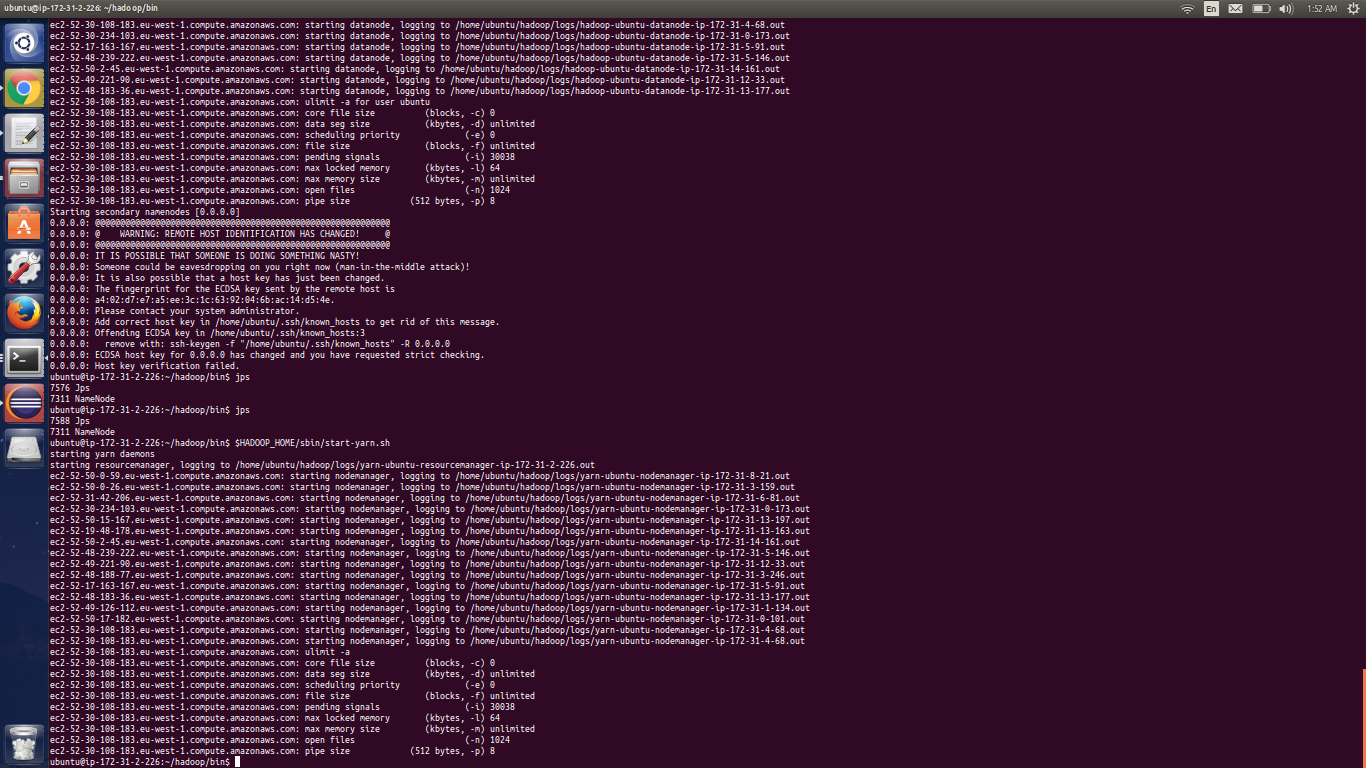 ubuntu@ip-172-31-2-226: ~/hadoop/bin
En
1:52 AM
ec2-52-30-108-183.eu-west-1.compute.amazonaws.com: starting datanode, logging to /home/ubuntu/hadoop/logs/hadoop-ubuntu-datanode-ip-172-31-4-68.out
ec2-52-30-234-103.eu-west-1.compute.amazonaws.com: starting datanode, logging to /home/ubuntu/hadoop/logs/hadoop-ubuntu-datanode-ip-172-31-0-173.out
ec2-52-17-163-167.eu-west-1.compute.amazonaws.com: starting datanode, logging to /home/ubuntu/hadoop/logs/hadoop-ubuntu-datanode-ip-172-31-5-91.out
ec2-52-48-239-222.eu-west-1.compute.amazonaws.com: starting datanode, logging to /home/ubuntu/hadoop/logs/hadoop-ubuntu-datanode-ip-172-31-5-146.out
ec2-52-50-2-45.eu-west-1.compute.amazonaws.com: starting datanode, logging to /home/ubuntu/hadoop/logs/hadoop-ubuntu-datanode-ip-172-31-14-161.out
ec2-52-49-221-90.eu-west-1.compute.amazonaws.com: starting datanode, logging to /home/ubuntu/hadoop/logs/hadoop-ubuntu-datanode-ip-172-31-12-33.out
ec2-52-48-183-36.eu-west-1.compute.amazonaws.com: starting datanode, logging to /home/ubuntu/hadoop/logs/hadoop-ubuntu-datanode-ip-172-31-13-177.out
ec2-52-30-108-183.eu-west-1.compute.amazonaws.com: ulimit -a for user ubuntu
ec2-52-30-108-183.eu-west-1.compute.amazonaws.com: core file size          (blocks, -c) 0
ec2-52-30-108-183.eu-west-1.compute.amazonaws.com: data seg size           (kbytes, -d) unlimited
ec2-52-30-108-183.eu-west-1.compute.amazonaws.com: scheduling priority             (-e) 0
ec2-52-30-108-183.eu-west-1.compute.amazonaws.com: file size               (blocks, -f) unlimited
ec2-52-30-108-183.eu-west-1.compute.amazonaws.com: pending signals                 (-i) 30038
ec2-52-30-108-183.eu-west-1.compute.amazonaws.com: max locked memory       (kbytes, -l) 64
ec2-52-30-108-183.eu-west-1.compute.amazonaws.com: max memory size         (kbytes, -m) unlimited
ec2-52-30-108-183.eu-west-1.compute.amazonaws.com: open files                      (-n) 1024
ec2-52-30-108-183.eu-west-1.compute.amazonaws.com: pipe size            (512 bytes, -p) 8
Starting secondary namenodes [0.0.0.0]
0.0.0.0: @@@@@@@@@@@@@@@@@@@@@@@@@@@@@@@@@@@@@@@@@@@@@@@@@@@@@@@@@@@
0.0.0.0: @    WARNING: REMOTE HOST IDENTIFICATION HAS CHANGED!     @
0.0.0.0: @@@@@@@@@@@@@@@@@@@@@@@@@@@@@@@@@@@@@@@@@@@@@@@@@@@@@@@@@@@
0.0.0.0: IT IS POSSIBLE THAT SOMEONE IS DOING SOMETHING NASTY!
0.0.0.0: Someone could be eavesdropping on you right now (man-in-the-middle attack)!
0.0.0.0: It is also possible that a host key has just been changed.
0.0.0.0: The fingerprint for the ECDSA key sent by the remote host is
0.0.0.0: a4:02:d7:e7:a5:ee:3c:1c:63:92:04:6b:ac:14:d5:4e.
0.0.0.0: Please contact your system administrator.
0.0.0.0: Add correct host key in /home/ubuntu/.ssh/known_hosts to get rid of this message.
0.0.0.0: Offending ECDSA key in /home/ubuntu/.ssh/known_hosts:3
0.0.0.0:   remove with: ssh-keygen -f "/home/ubuntu/.ssh/known_hosts" -R 0.0.0.0
0.0.0.0: ECDSA host key for 0.0.0.0 has changed and you have requested strict checking.
0.0.0.0: Host key verification failed.
ubuntu@ip-172-31-2-226:~/hadoop/bin$ jps
7576 Jps
7311 NameNode
ubuntu@ip-172-31-2-226:~/hadoop/bin$ jps
7588 Jps
7311 NameNode
ubuntu@ip-172-31-2-226:~/hadoop/bin$ $HADOOP_HOME/sbin/start-yarn.sh
starting yarn daemons
starting resourcemanager, logging to /home/ubuntu/hadoop/logs/yarn-ubuntu-resourcemanager-ip-172-31-2-226.out
ec2-52-50-0-59.eu-west-1.compute.amazonaws.com: starting nodemanager, logging to /home/ubuntu/hadoop/logs/yarn-ubuntu-nodemanager-ip-172-31-8-21.out
ec2-52-50-0-26.eu-west-1.compute.amazonaws.com: starting nodemanager, logging to /home/ubuntu/hadoop/logs/yarn-ubuntu-nodemanager-ip-172-31-3-159.out
ec2-52-31-42-206.eu-west-1.compute.amazonaws.com: starting nodemanager, logging to /home/ubuntu/hadoop/logs/yarn-ubuntu-nodemanager-ip-172-31-6-81.out
ec2-52-30-234-103.eu-west-1.compute.amazonaws.com: starting nodemanager, logging to /home/ubuntu/hadoop/logs/yarn-ubuntu-nodemanager-ip-172-31-0-173.out
ec2-52-50-15-167.eu-west-1.compute.amazonaws.com: starting nodemanager, logging to /home/ubuntu/hadoop/logs/yarn-ubuntu-nodemanager-ip-172-31-13-197.out
ec2-52-19-48-178.eu-west-1.compute.amazonaws.com: starting nodemanager, logging to /home/ubuntu/hadoop/logs/yarn-ubuntu-nodemanager-ip-172-31-13-163.out
ec2-52-50-2-45.eu-west-1.compute.amazonaws.com: starting nodemanager, logging to /home/ubuntu/hadoop/logs/yarn-ubuntu-nodemanager-ip-172-31-14-161.out
ec2-52-48-239-222.eu-west-1.compute.amazonaws.com: starting nodemanager, logging to /home/ubuntu/hadoop/logs/yarn-ubuntu-nodemanager-ip-172-31-5-146.out
ec2-52-49-221-90.eu-west-1.compute.amazonaws.com: starting nodemanager, logging to /home/ubuntu/hadoop/logs/yarn-ubuntu-nodemanager-ip-172-31-12-33.out
ec2-52-48-188-77.eu-west-1.compute.amazonaws.com: starting nodemanager, logging to /home/ubuntu/hadoop/logs/yarn-ubuntu-nodemanager-ip-172-31-3-246.out
ec2-52-17-163-167.eu-west-1.compute.amazonaws.com: starting nodemanager, logging to /home/ubuntu/hadoop/logs/yarn-ubuntu-nodemanager-ip-172-31-5-91.out
ec2-52-48-183-36.eu-west-1.compute.amazonaws.com: starting nodemanager, logging to /home/ubuntu/hadoop/logs/yarn-ubuntu-nodemanager-ip-172-31-13-177.out
ec2-52-49-126-112.eu-west-1.compute.amazonaws.com: starting nodemanager, logging to /home/ubuntu/hadoop/logs/yarn-ubuntu-nodemanager-ip-172-31-1-134.out
ec2-52-50-17-182.eu-west-1.compute.amazonaws.com: starting nodemanager, logging to /home/ubuntu/hadoop/logs/yarn-ubuntu-nodemanager-ip-172-31-0-101.out
ec2-52-30-108-183.eu-west-1.compute.amazonaws.com: starting nodemanager, logging to /home/ubuntu/hadoop/logs/yarn-ubuntu-nodemanager-ip-172-31-4-68.out
ec2-52-30-108-183.eu-west-1.compute.amazonaws.com: starting nodemanager, logging to /home/ubuntu/hadoop/logs/yarn-ubuntu-nodemanager-ip-172-31-4-68.out
ec2-52-30-108-183.eu-west-1.compute.amazonaws.com: ulimit -a
ec2-52-30-108-183.eu-west-1.compute.amazonaws.com: core file size          (blocks, -c) 0
ec2-52-30-108-183.eu-west-1.compute.amazonaws.com: data seg size           (kbytes, -d) unlimited
ec2-52-30-108-183.eu-west-1.compute.amazonaws.com: scheduling priority             (-e) 0
ec2-52-30-108-183.eu-west-1.compute.amazonaws.com: file size               (blocks, -f) unlimited
ec2-52-30-108-183.eu-west-1.compute.amazonaws.com: pending signals                 (-i) 30038
ec2-52-30-108-183.eu-west-1.compute.amazonaws.com: max locked memory       (kbytes, -l) 64
ec2-52-30-108-183.eu-west-1.compute.amazonaws.com: max memory size         (kbytes, -m) unlimited
ec2-52-30-108-183.eu-west-1.compute.amazonaws.com: open files                      (-n) 1024
ec2-52-30-108-183.eu-west-1.compute.amazonaws.com: pipe size            (512 bytes, -p) 8
ubuntu@ip-172-31-2-226:~/hadoop/bin$